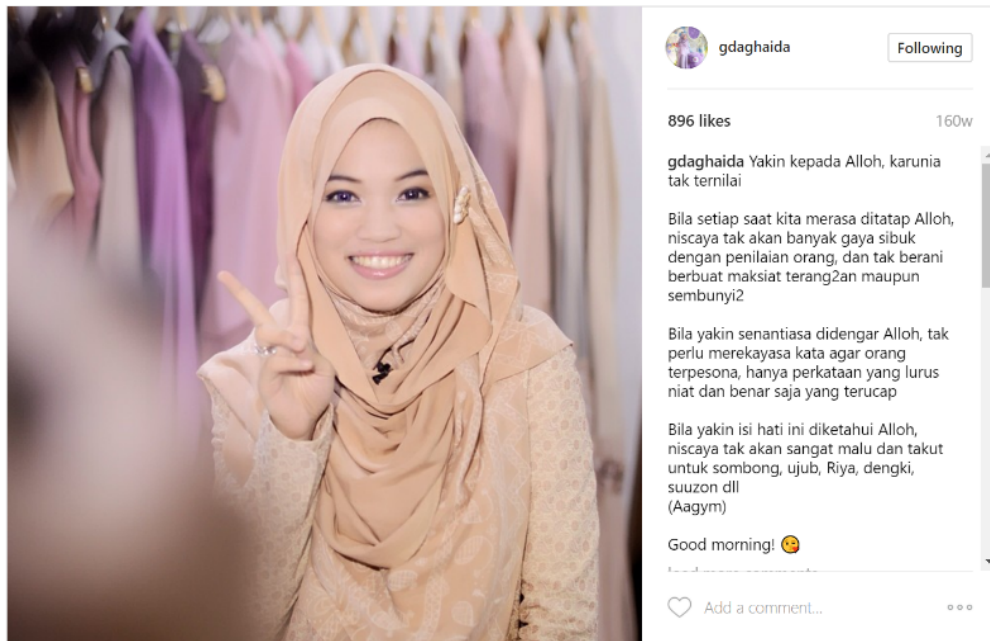 gdaghaida
Following
896 likes
160w
gdaghaida Yakin kepada Alloh, karunia
tak ternilai
Bila setiap saat kita merasa ditatap Alloh,
niscaya tak akan banyak gaya sibuk
dengan penilaian orang, dan tak berani
berbuat maksiat terang2an maupun
sembunyi2
Bila yakin senantiasa didengar Alloh, tak
perlu merekayasa kata agar orang
terpesona, hanya perkataan yang lurus
niat dan benar saja yang terucap
Bila yakin isi hati ini diketahui Alloh,
niscaya tak akan sangat malu dan takut
untuk sombong, ujub, Riya, dengki,
suuzon dll
(Aagym)
Good morning! 😘
load more comments
Add a comment...